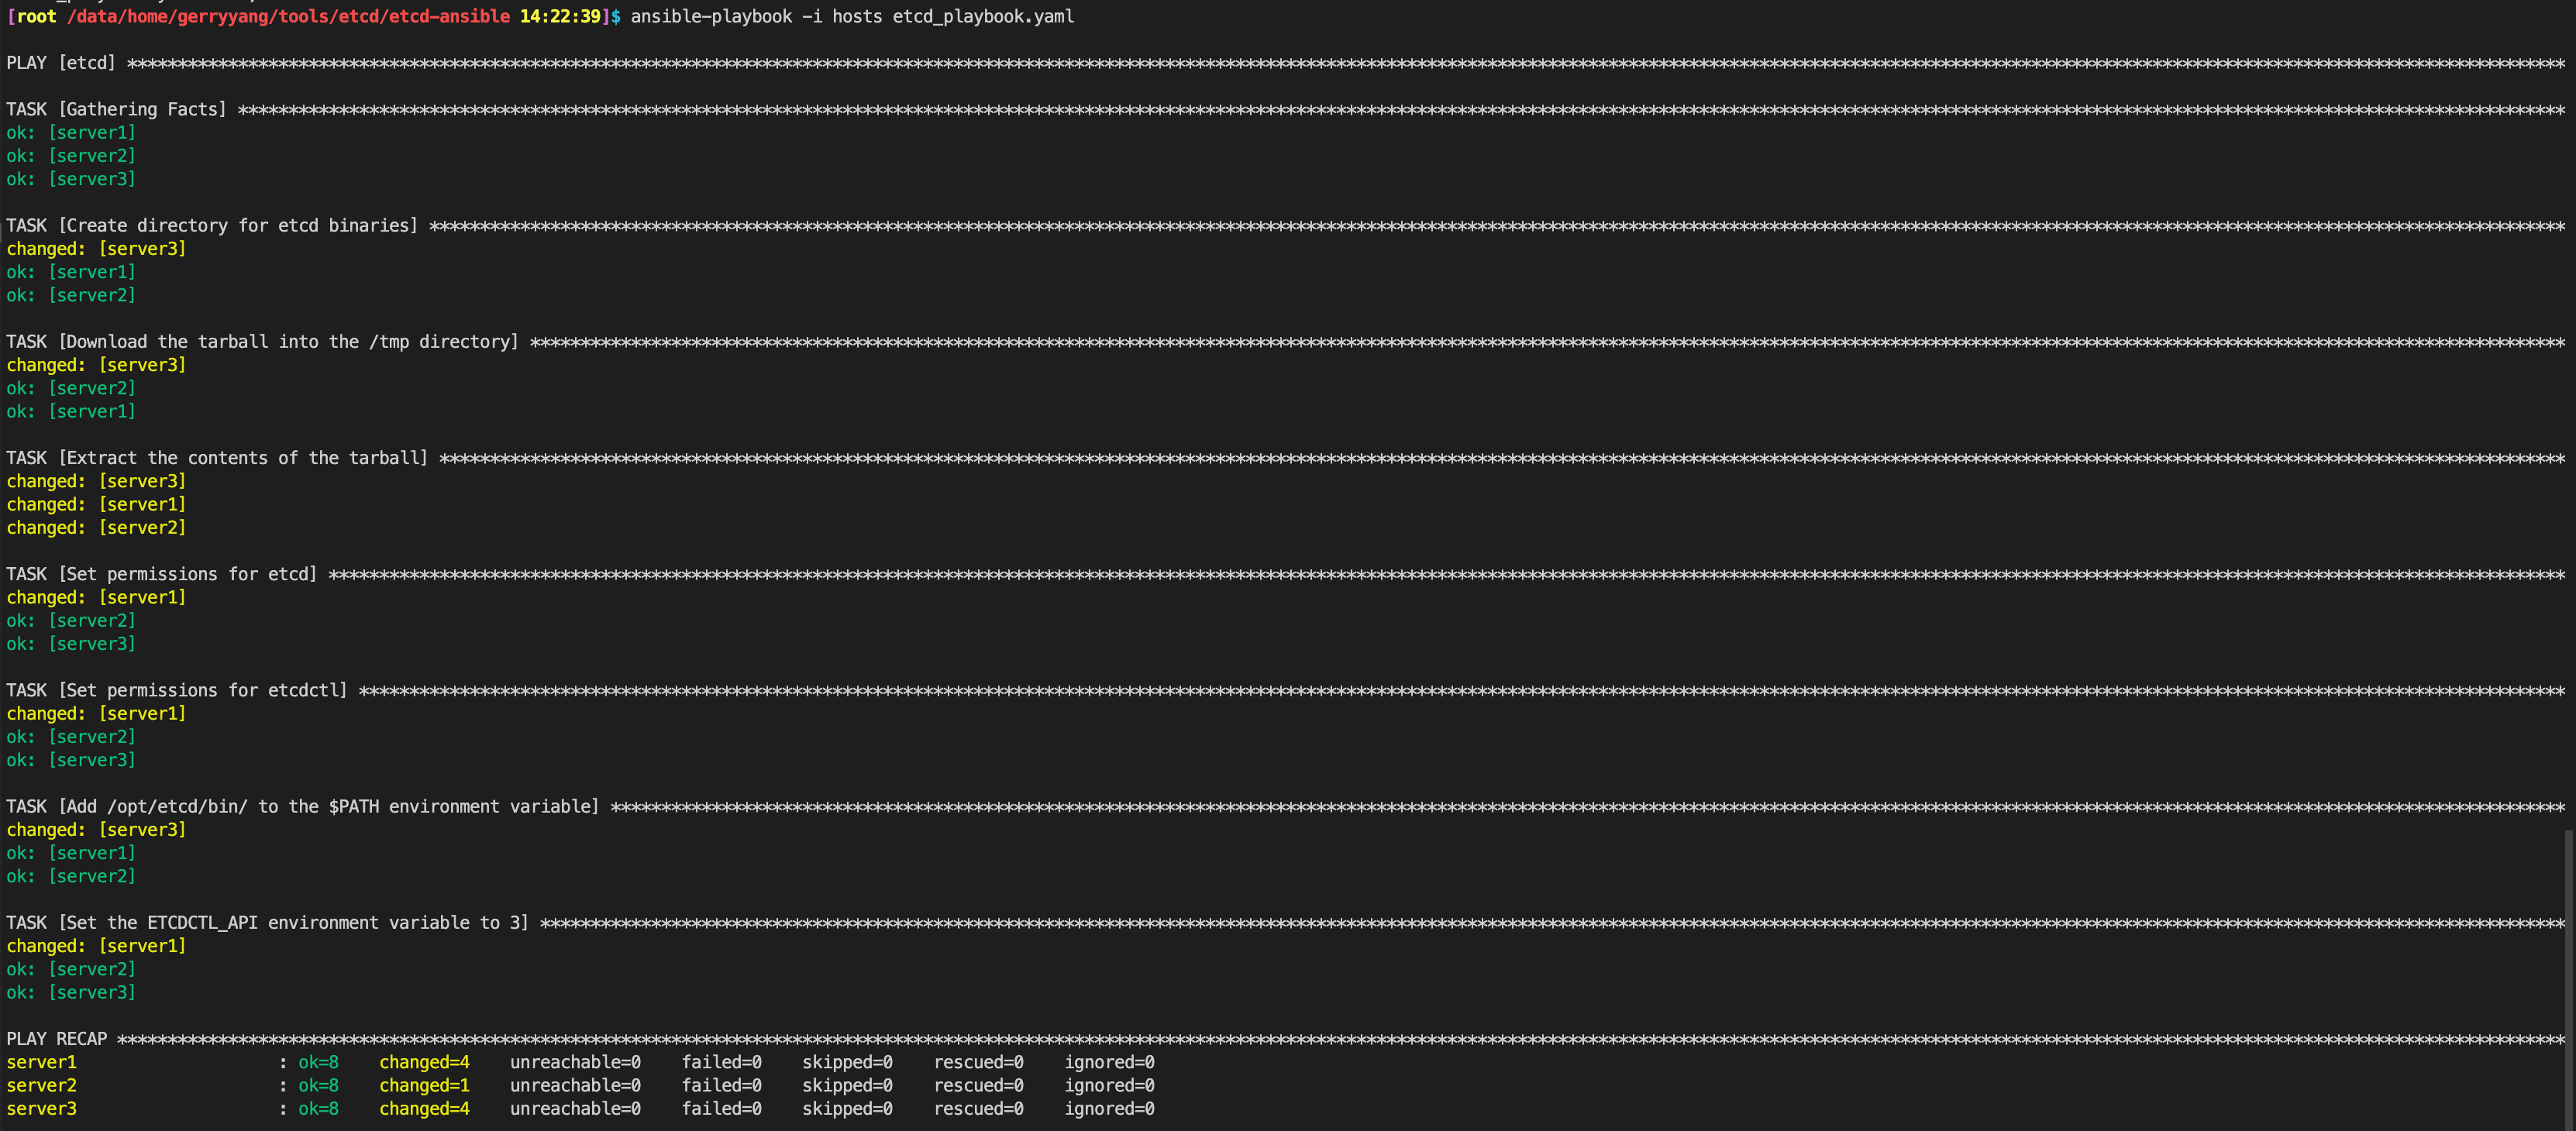 [root /data/home/gerryyang/tools/etcd/etcd-ansible 14:22:39]$ ansible-playbook -i hosts etcd_playbook.yaml
PLAY [etcd] ****************************************************************
TASK [Gathering Facts] ****************************************************************
ok: [server1]
ok: [server2]
ok: [server3]
TASK [Create directory for etcd binaries] ****************************************************************
changed: [server3]
ok: [server1]
ok: [server2]
TASK [Download the tarball into the /tmp directory] ****************************************************************
changed: [server3]
ok: [server2]
ok: [server1]
TASK [Extract the contents of the tarball] ****************************************************************
changed: [server3]
changed: [server1]
changed: [server2]
TASK [Set permissions for etcd] ****************************************************************
changed: [server1]
ok: [server2]
ok: [server3]
TASK [Set permissions for etcdctl] ****************************************************************
changed: [server1]
ok: [server2]
ok: [server3]
TASK [Add /opt/etcd/bin/ to the $PATH environment variable] ****************************************************************
changed: [server3]
ok: [server1]
ok: [server2]
TASK [Set the ETCDCTL_API environment variable to 3] ****************************************************************
changed: [server1]
ok: [server2]
ok: [server3]
PLAY RECAP ****************************************************************
server1 : ok=8 changed=4 unreachable=0 failed=0 skipped=0 rescued=0 ignored=0
server2 : ok=8 changed=1 unreachable=0 failed=0 skipped=0 rescued=0 ignored=0
server3 : ok=8 changed=4 unreachable=0 failed=0 skipped=0 rescued=0 ignored=0